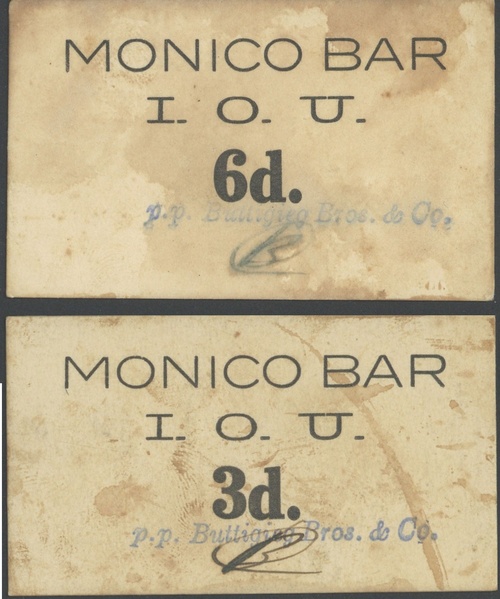 MONICO BAR
I. O. U.
6d.
p.p. Buttigieg Bros. & Co.
MONICO BAR
I. O. U.
3d.
p.p. Buttigieg Bros. & Co.